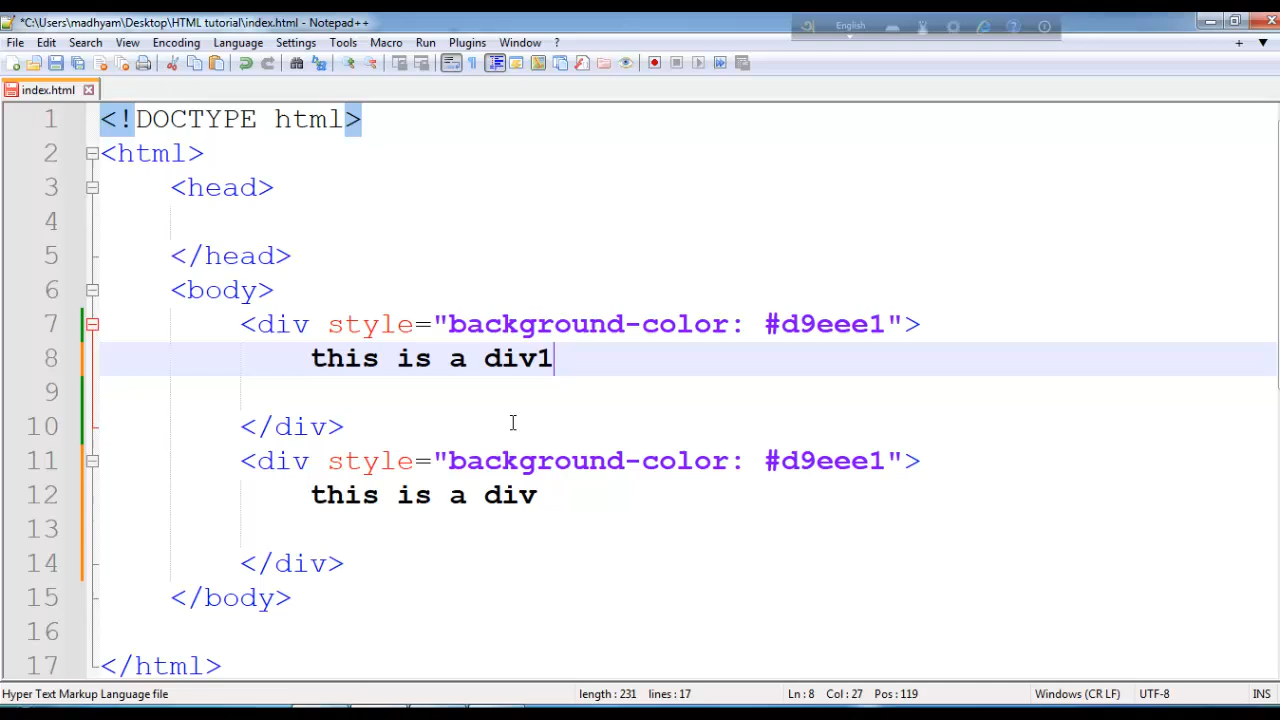 *C:\Users\madhyam\Desktop\HTML tutorial\index.html - Notepad++
English
File Edit Search View Encoding Language Settings Tools Macro Run Plugins Window ?
index.html
1 <!DOCTYPE html>
2 <html>
3 <head>
4
5 </head>
6 <body>
7 <div style="background-color: #d9eee1">
8 this is a div1
9
10 </div>
11 <div style="background-color: #d9eee1">
12 this is a div
13
14 </div>
15 </body>
16
17 </html>
Hyper Text Markup Language file length : 231 lines : 17 Ln : 8 Col : 27 Pos : 119 Windows (CR LF) UTF-8 INS